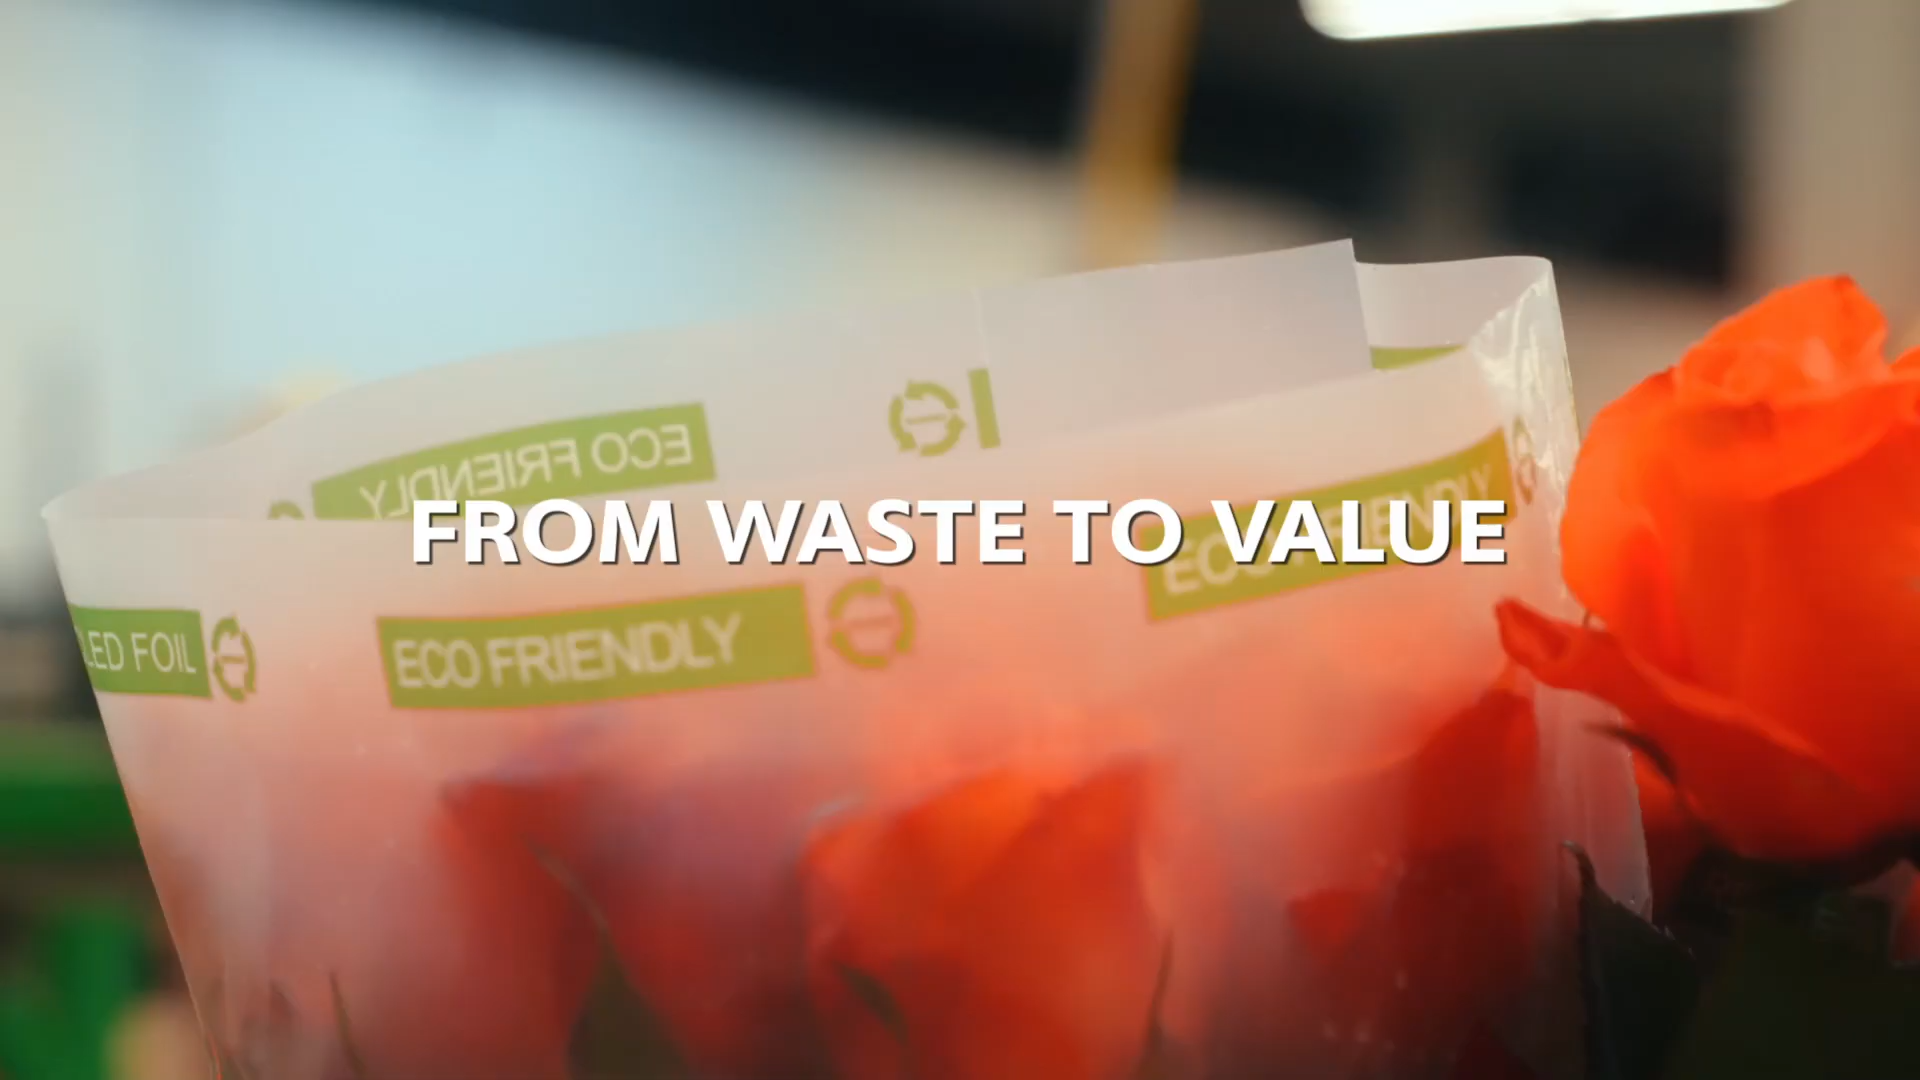 ECO FRIENDLY
FROM WASTE TO VALUE
ECO FRIENDLY
LED FOIL
ECO FRIENDLY